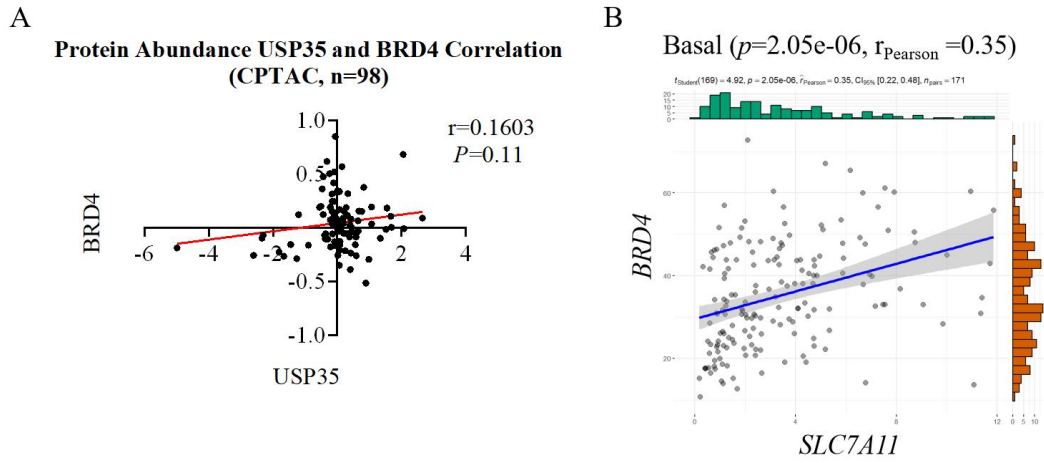 A
Protein Abundance USP35 and BRD4 Correlation
(CPTAC, n=98)
r=0.1603
P=0.11
1.0
0.5
-0.5
-1.0
-6
-4
-2
2
4
BRD4
USP35
B
Basal (p=2.05e-06, rPearson =0.35)
tStudent(169) = 4.92, p = 2.05e-06, r̂Pearson = 0.35, CI95% [0.22, 0.48], npairs = 171
20
15
10
5
0
60
40
20
BRD4
0
4
8
12
0 5 10
SLC7A11